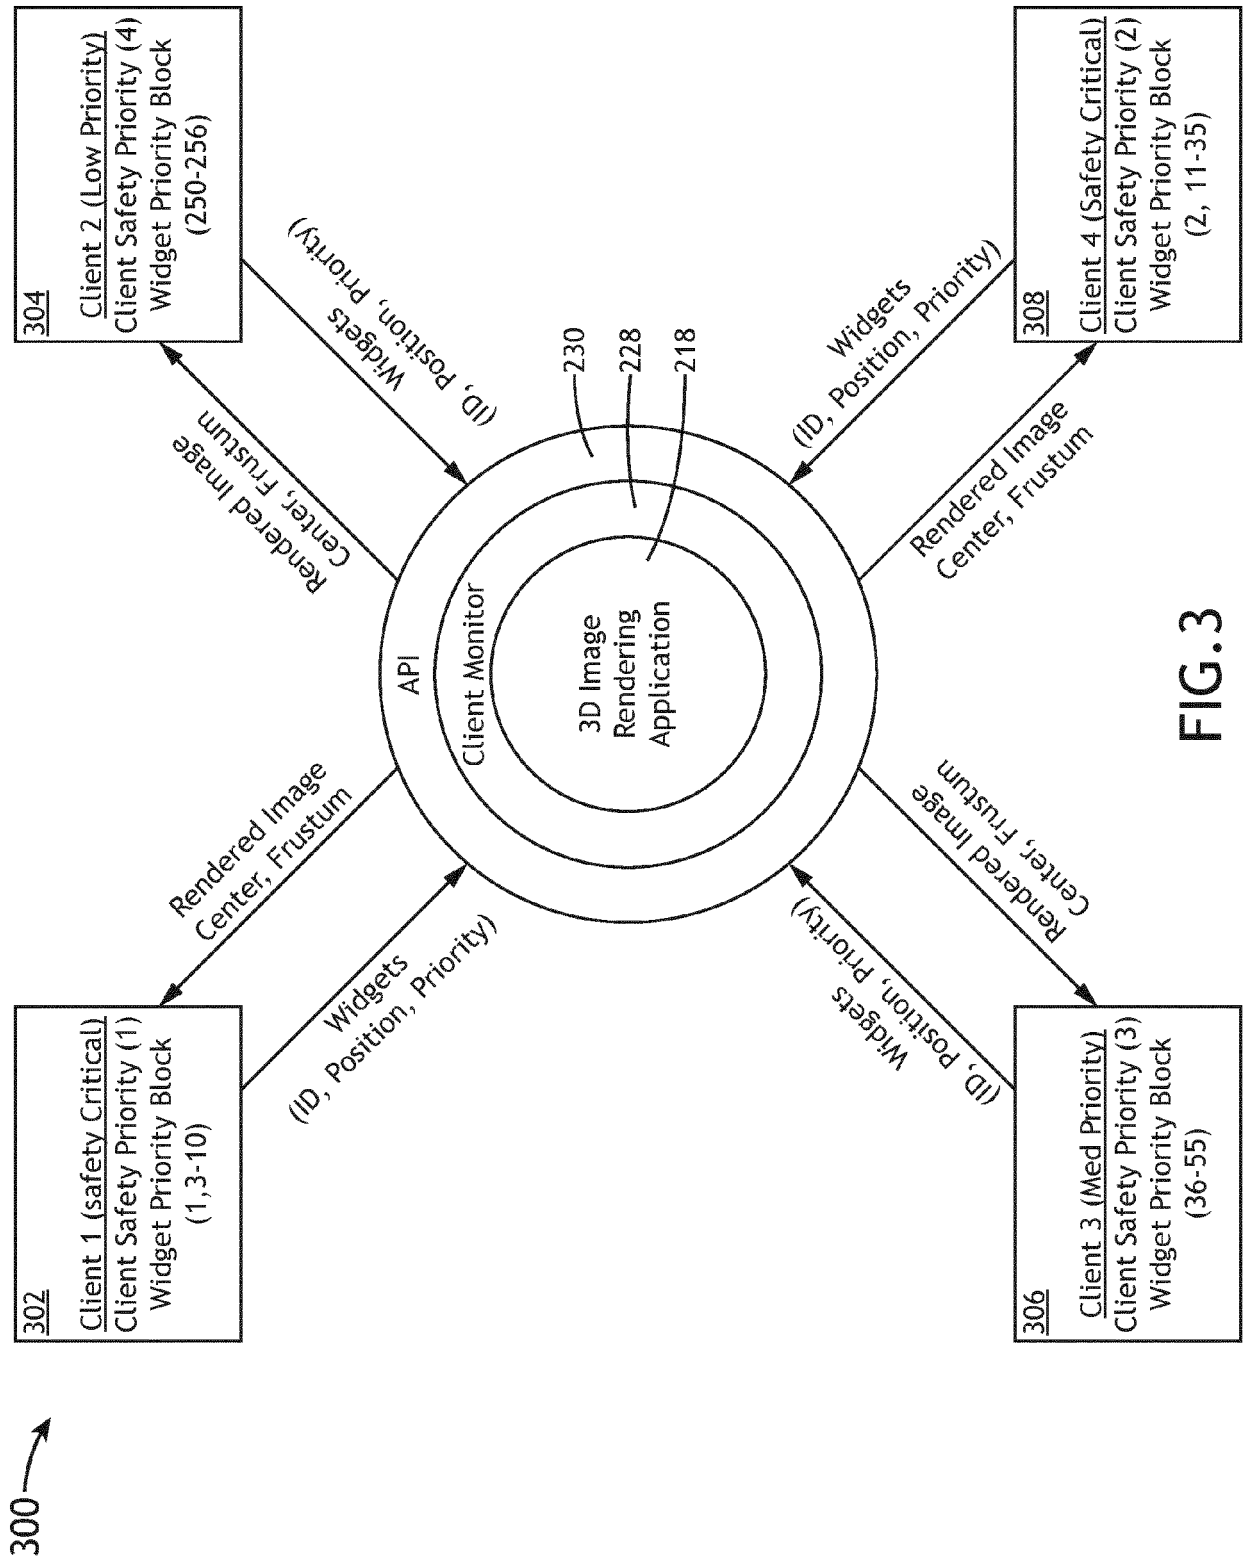 300
302
Client 1 (safety Critical)
Client Safety Priority (1)
Widget Priority Block
(1,3-10)
304
Client 2 (Low Priority)
Client Safety Priority (4)
Widget Priority Block
(250-256)
Rendered Image
Center, Frustum
Widgets
(ID, Position, Priority)
Rendered Image
Center, Frustum
Widgets
(ID, Position, Priority)
API
Client Monitor
3D Image
Rendering
Application
230
228
218
Widgets
(ID, Position, Priority)
Rendered Image
Center, Frustum
Widgets
(ID, Position, Priority)
Rendered Image
Center, Frustum
306
Client 3 (Med Priority)
Client Safety Priority (3)
Widget Priority Block
(36-55)
308
Client 4 (Safety Critical)
Client Safety Priority (2)
Widget Priority Block
(2, 11-35)
FIG.3